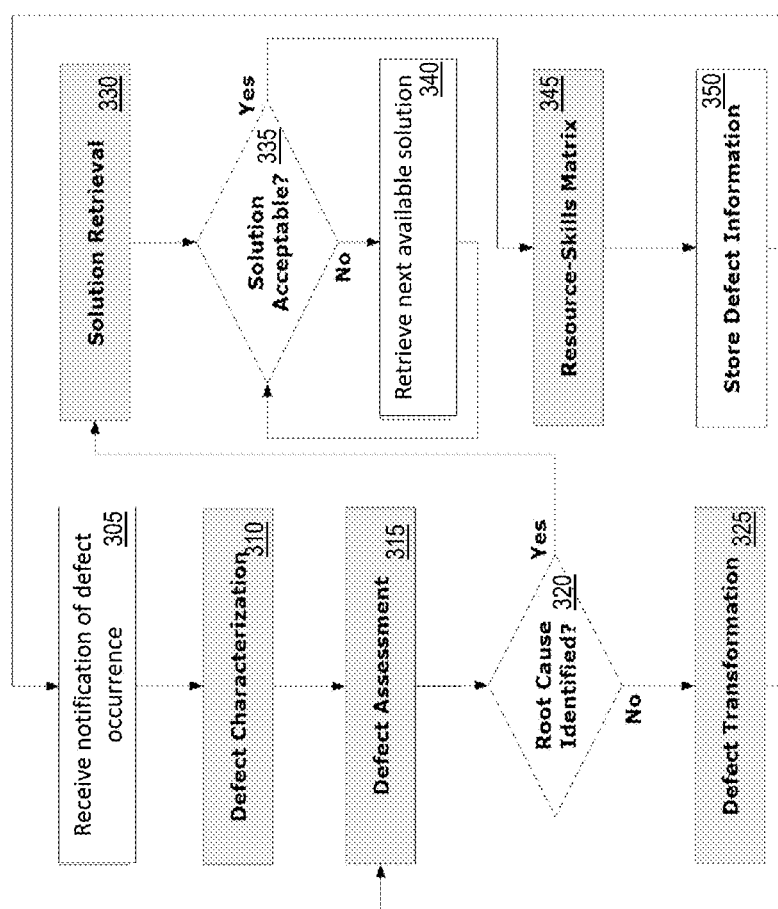 Receive notification of defect
occurrence
305
Defect Characterization
310
Defect Assessment
315
Root Cause
Identified?
320
Yes
No
Defect Transformation
325
Solution Retrieval
330
Solution
Acceptable?
335
Yes
No
Retrieve next available solution
340
Resource-Skills Matrix
345
Store Defect Information
350